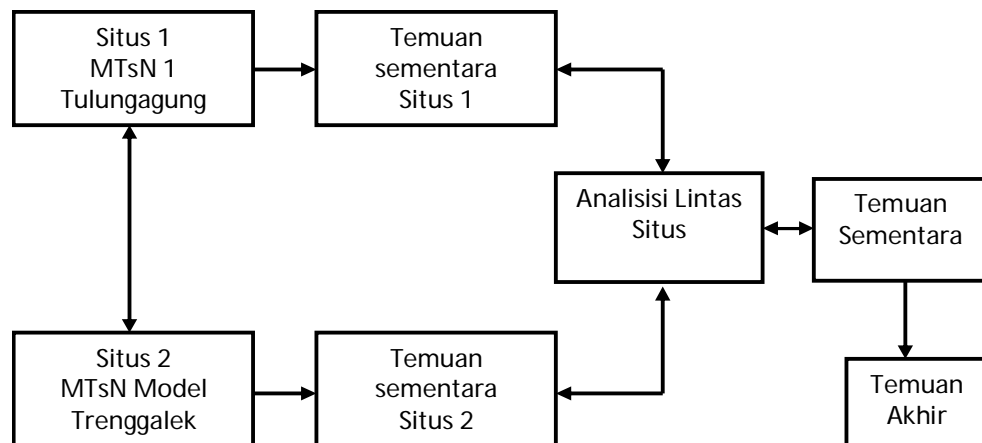 Situs 1
MTsN 1
Tulungagung
Temuan
sementara
Situs 1
Analisisi Lintas
Situs
Temuan
Sementara
Situs 2
MTsN Model
Trenggalek
Temuan
sementara
Situs 2
Temuan
Akhir